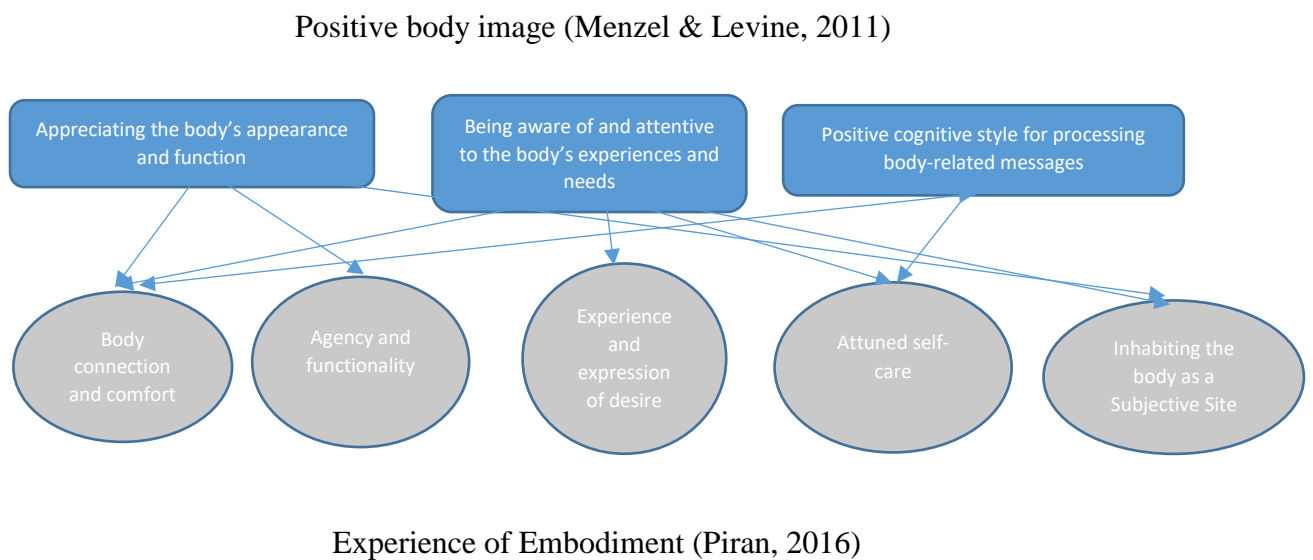 Positive body image (Menzel & Levine, 2011)
Appreciating the body's appearance
and function
Being aware of and attentive
to the body's experiences and
needs
Positive cognitive style for processing
body-related messages
Body
connection
and comfort
Agency and
functionality
Experience
and
expression
of desire
Attuned self-
care
Inhabiting the
body as a
Subjective Site
Experience of Embodiment (Piran, 2016)